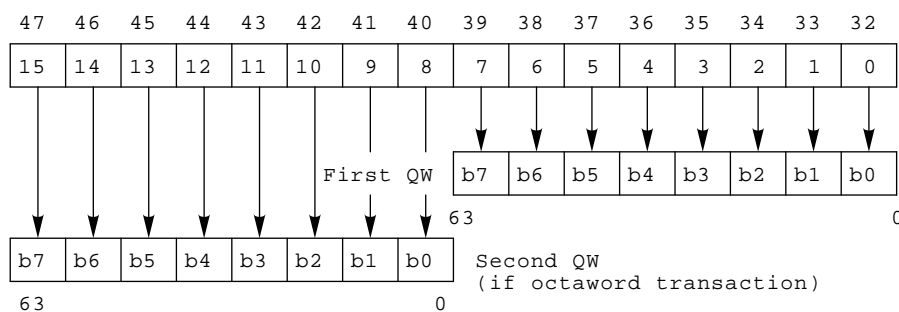 47 46 45 44 43 42 41 40 39 38 37 36 35 34 33 32
15 14 13 12 11 10 9 8 7 6 5 4 3 2 1 0
First QW b7 b6 b5 b4 b3 b2 b1 b0
63 0
b7 b6 b5 b4 b3 b2 b1 b0 Second QW
(if octaword transaction)
63 0